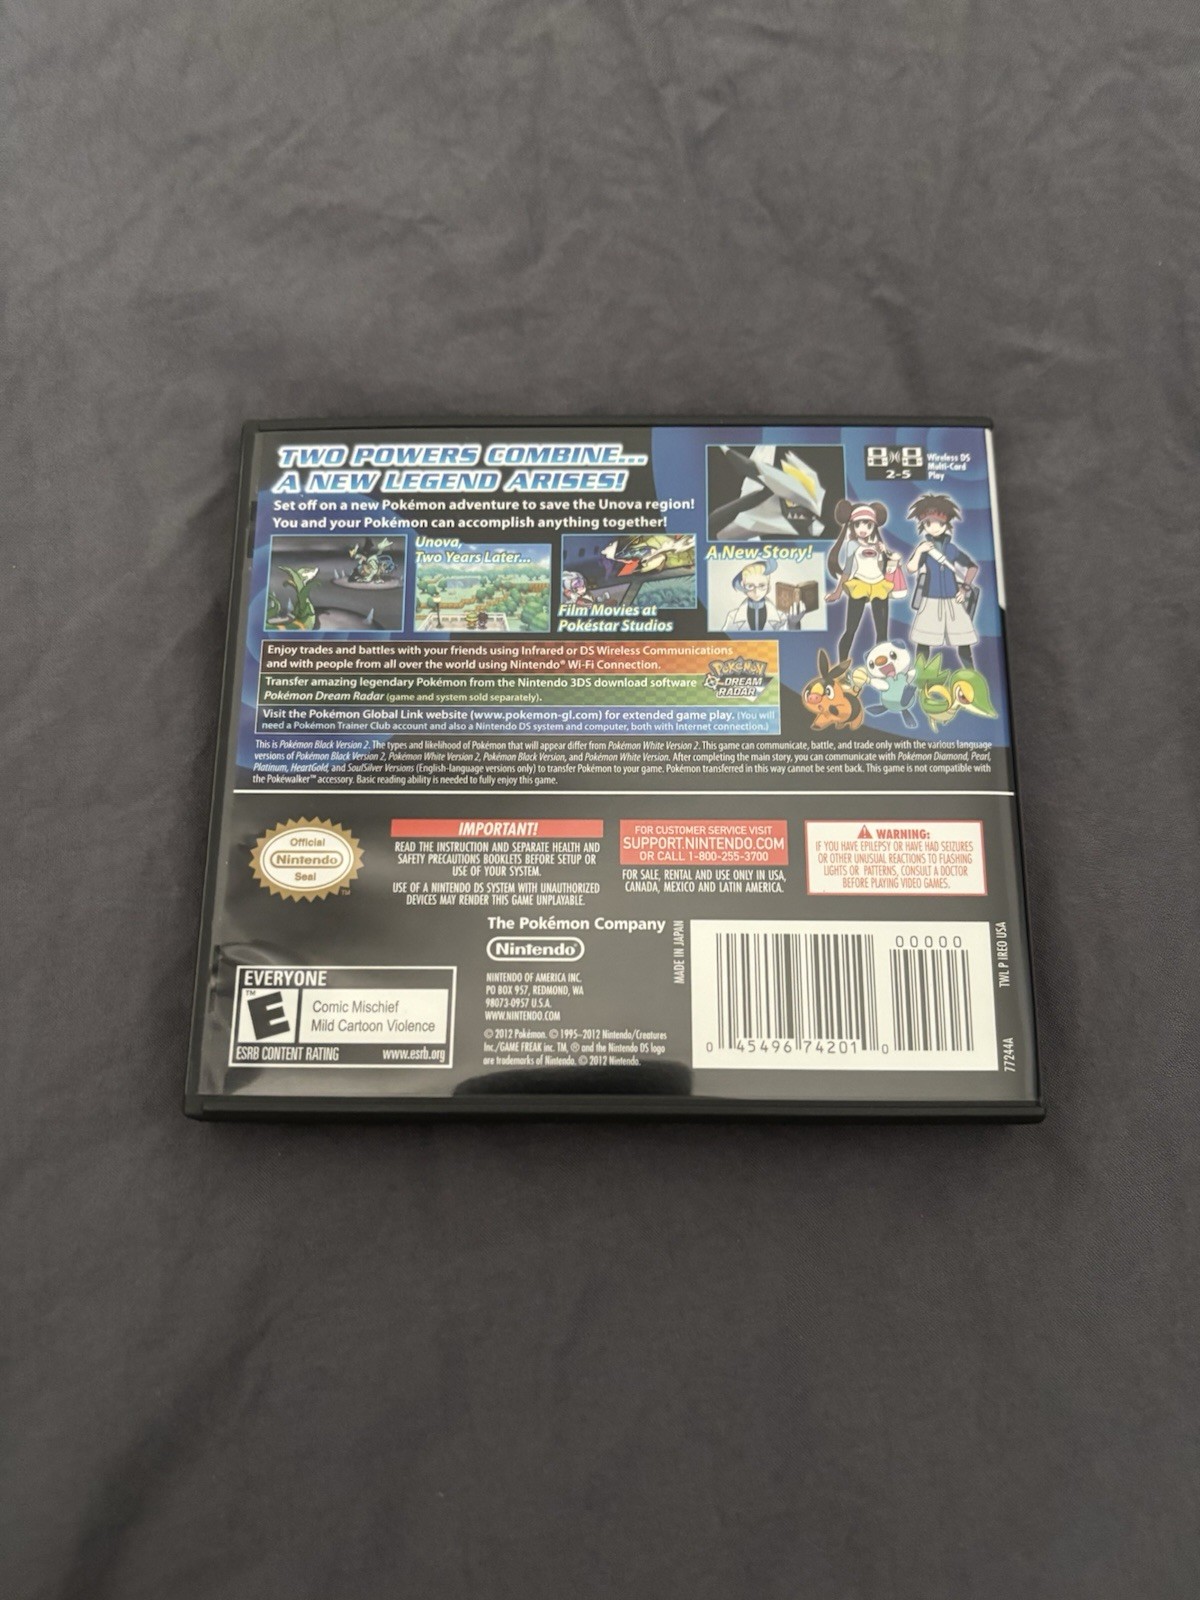 TWO POWERS COMBINE...
A NEW LEGEND ARISES!
Set off on a new Pokémon adventure to save the Unova region!
You and your Pokémon can accomplish anything together!
Unova,
Two Years Later...
Film Movies at
Pokéstar Studios
A New Story!
2-5
Wireless DS
Multi-Card
Play
Enjoy trades and battles with your friends using Infrared or DS Wireless Communications
and with people from all over the world using Nintendo® Wi-Fi Connection.
Transfer amazing legendary Pokémon from the Nintendo 3DS download software
Pokémon Dream Radar (game and system sold separately).
POKéMON
DREAM
RADAR
Visit the Pokémon Global Link website (www.pokemon-gl.com) for extended game play. (You will
need a Pokémon Trainer Club account and also a Nintendo DS system and computer, both with Internet connection.)
This is Pokémon Black Version 2. The types and likelihood of Pokémon that will appear differ from Pokémon White Version 2. This game can communicate, battle, and trade only with the various language
versions of Pokémon Black Version 2, Pokémon White Version 2, Pokémon Black Version, and Pokémon White Version. After completing the main story, you can communicate with Pokémon Diamond, Pearl,
Platinum, HeartGold, and SoulSilver Versions (English-language versions only) to transfer Pokémon to your game. Pokémon transferred in this way cannot be sent back. This game is not compatible with
the Pokéwalker™ accessory. Basic reading ability is needed to fully enjoy this game.
Official
Nintendo
Seal
TM
IMPORTANT!
READ THE INSTRUCTION AND SEPARATE HEALTH AND
SAFETY PRECAUTIONS BOOKLETS BEFORE SETUP OR
USE OF YOUR SYSTEM.
USE OF A NINTENDO DS SYSTEM WITH UNAUTHORIZED
DEVICES MAY RENDER THIS GAME UNPLAYABLE.
FOR CUSTOMER SERVICE VISIT
SUPPORT.NINTENDO.COM
OR CALL 1-800-255-3700
FOR SALE, RENTAL AND USE ONLY IN USA,
CANADA, MEXICO AND LATIN AMERICA.
WARNING:
IF YOU HAVE EPILEPSY OR HAVE HAD SEIZURES
OR OTHER UNUSUAL REACTIONS TO FLASHING
LIGHTS OR PATTERNS, CONSULT A DOCTOR
BEFORE PLAYING VIDEO GAMES.
The Pokémon Company
Nintendo®
NINTENDO OF AMERICA INC.
PO BOX 957, REDMOND, WA
98073-0957 U.S.A.
WWW.NINTENDO.COM
© 2012 Pokémon. © 1995–2012 Nintendo/Creatures
Inc./GAME FREAK inc. TM, ® and the Nintendo DS logo
are trademarks of Nintendo. © 2012 Nintendo.
EVERYONE
TM
E
Comic Mischief
Mild Cartoon Violence
ESRB CONTENT RATING
www.esrb.org
MADE IN JAPAN
00000
0 45496 74201 0
TWL P IREO USA
77244A